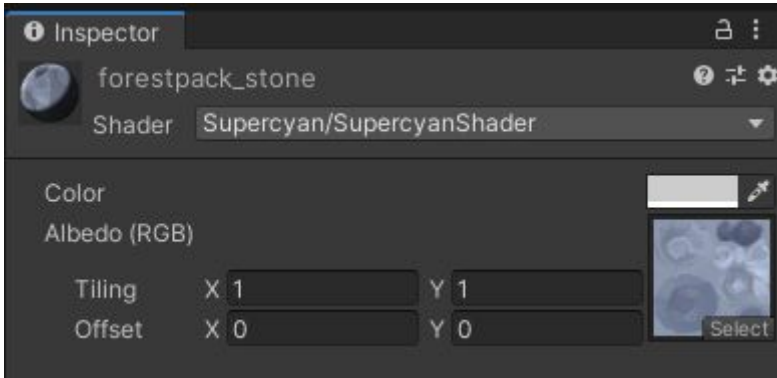 Inspector
forestpack_stone
Shader Supercyan/SupercyanShader
Color
Albedo (RGB)
Tiling X 1 Y 1
Offset X 0 Y 0
Select